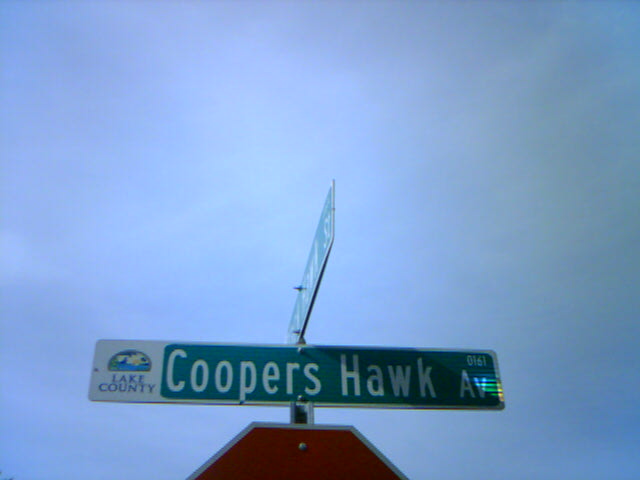 LAKE
COUNTY
Coopers Hawk Av
0161